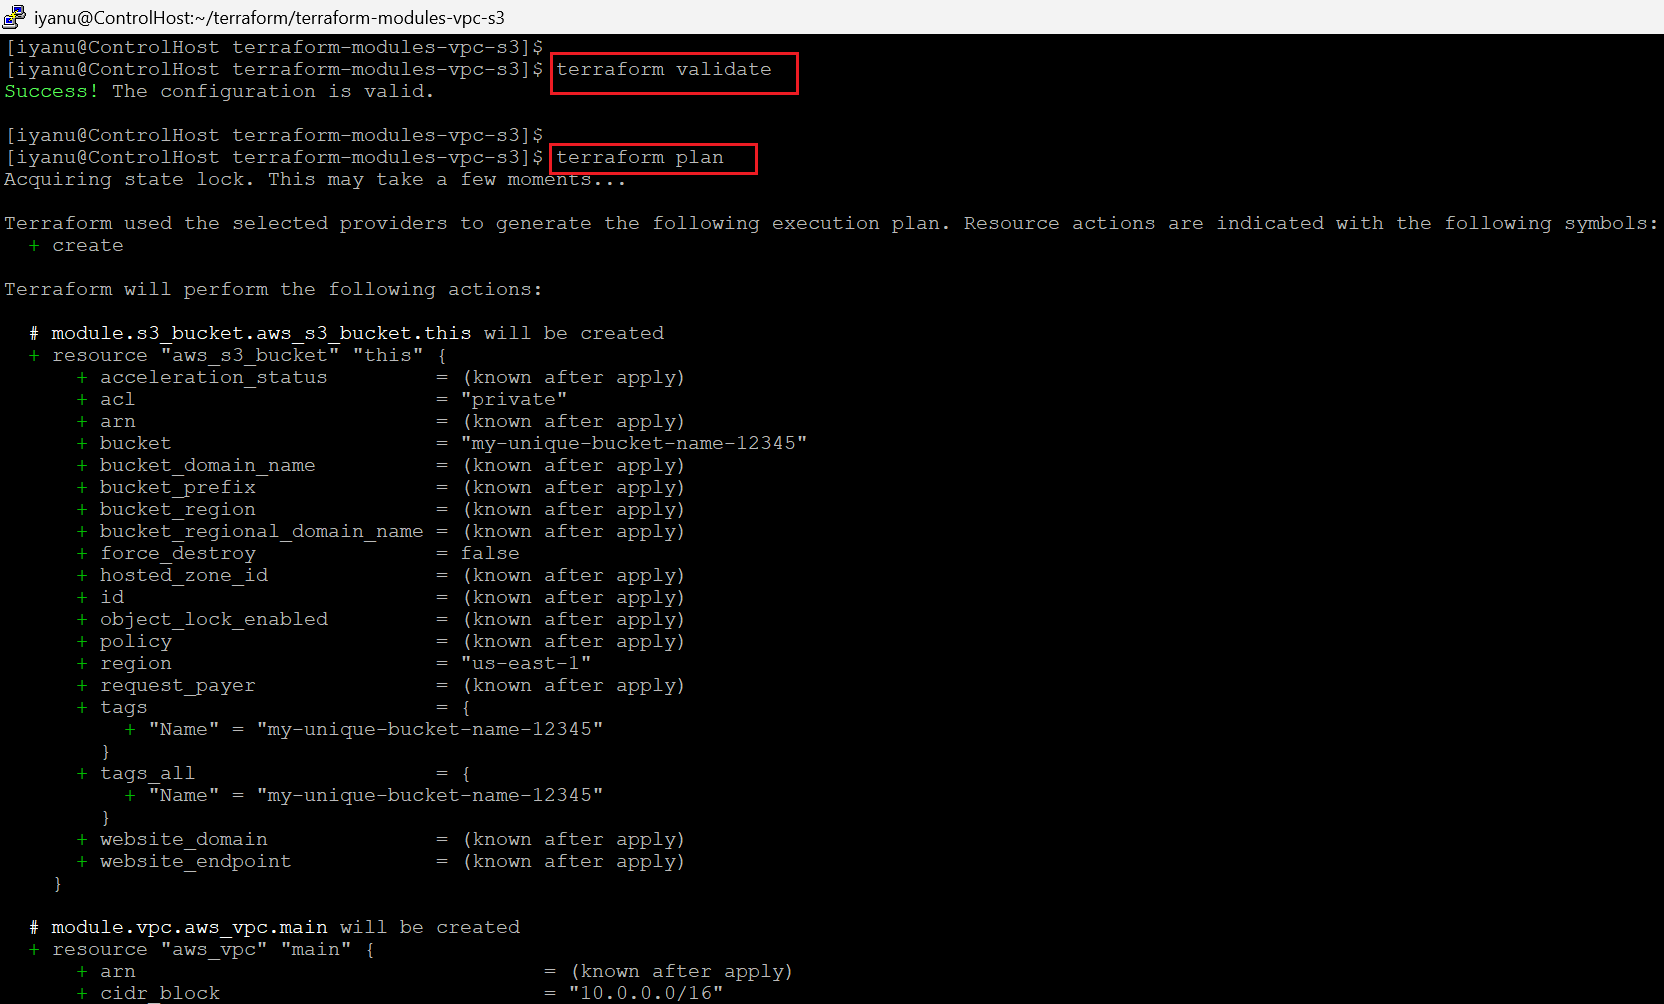 iyanu@ControlHost:~/terraform/terraform-modules-vpc-s3
[iyanu@ControlHost terraform-modules-vpc-s3]$
[iyanu@ControlHost terraform-modules-vpc-s3]$ terraform validate
Success! The configuration is valid.
[iyanu@ControlHost terraform-modules-vpc-s3]$
[iyanu@ControlHost terraform-modules-vpc-s3]$ terraform plan
Acquiring state lock. This may take a few moments...
Terraform used the selected providers to generate the following execution plan. Resource actions are indicated with the following symbols:
  + create
Terraform will perform the following actions:
  # module.s3_bucket.aws_s3_bucket.this will be created
  + resource "aws_s3_bucket" "this" {
      + acceleration_status         = (known after apply)
      + acl                         = "private"
      + arn                         = (known after apply)
      + bucket                      = "my-unique-bucket-name-12345"
      + bucket_domain_name          = (known after apply)
      + bucket_prefix               = (known after apply)
      + bucket_region               = (known after apply)
      + bucket_regional_domain_name = (known after apply)
      + force_destroy               = false
      + hosted_zone_id              = (known after apply)
      + id                          = (known after apply)
      + object_lock_enabled         = (known after apply)
      + policy                      = (known after apply)
      + region                      = "us-east-1"
      + request_payer               = (known after apply)
      + tags                        = {
          + "Name" = "my-unique-bucket-name-12345"
        }
      + tags_all                    = {
          + "Name" = "my-unique-bucket-name-12345"
        }
      + website_domain              = (known after apply)
      + website_endpoint            = (known after apply)
    }
  # module.vpc.aws_vpc.main will be created
  + resource "aws_vpc" "main" {
      + arn                                  = (known after apply)
      + cidr_block                           = "10.0.0.0/16"